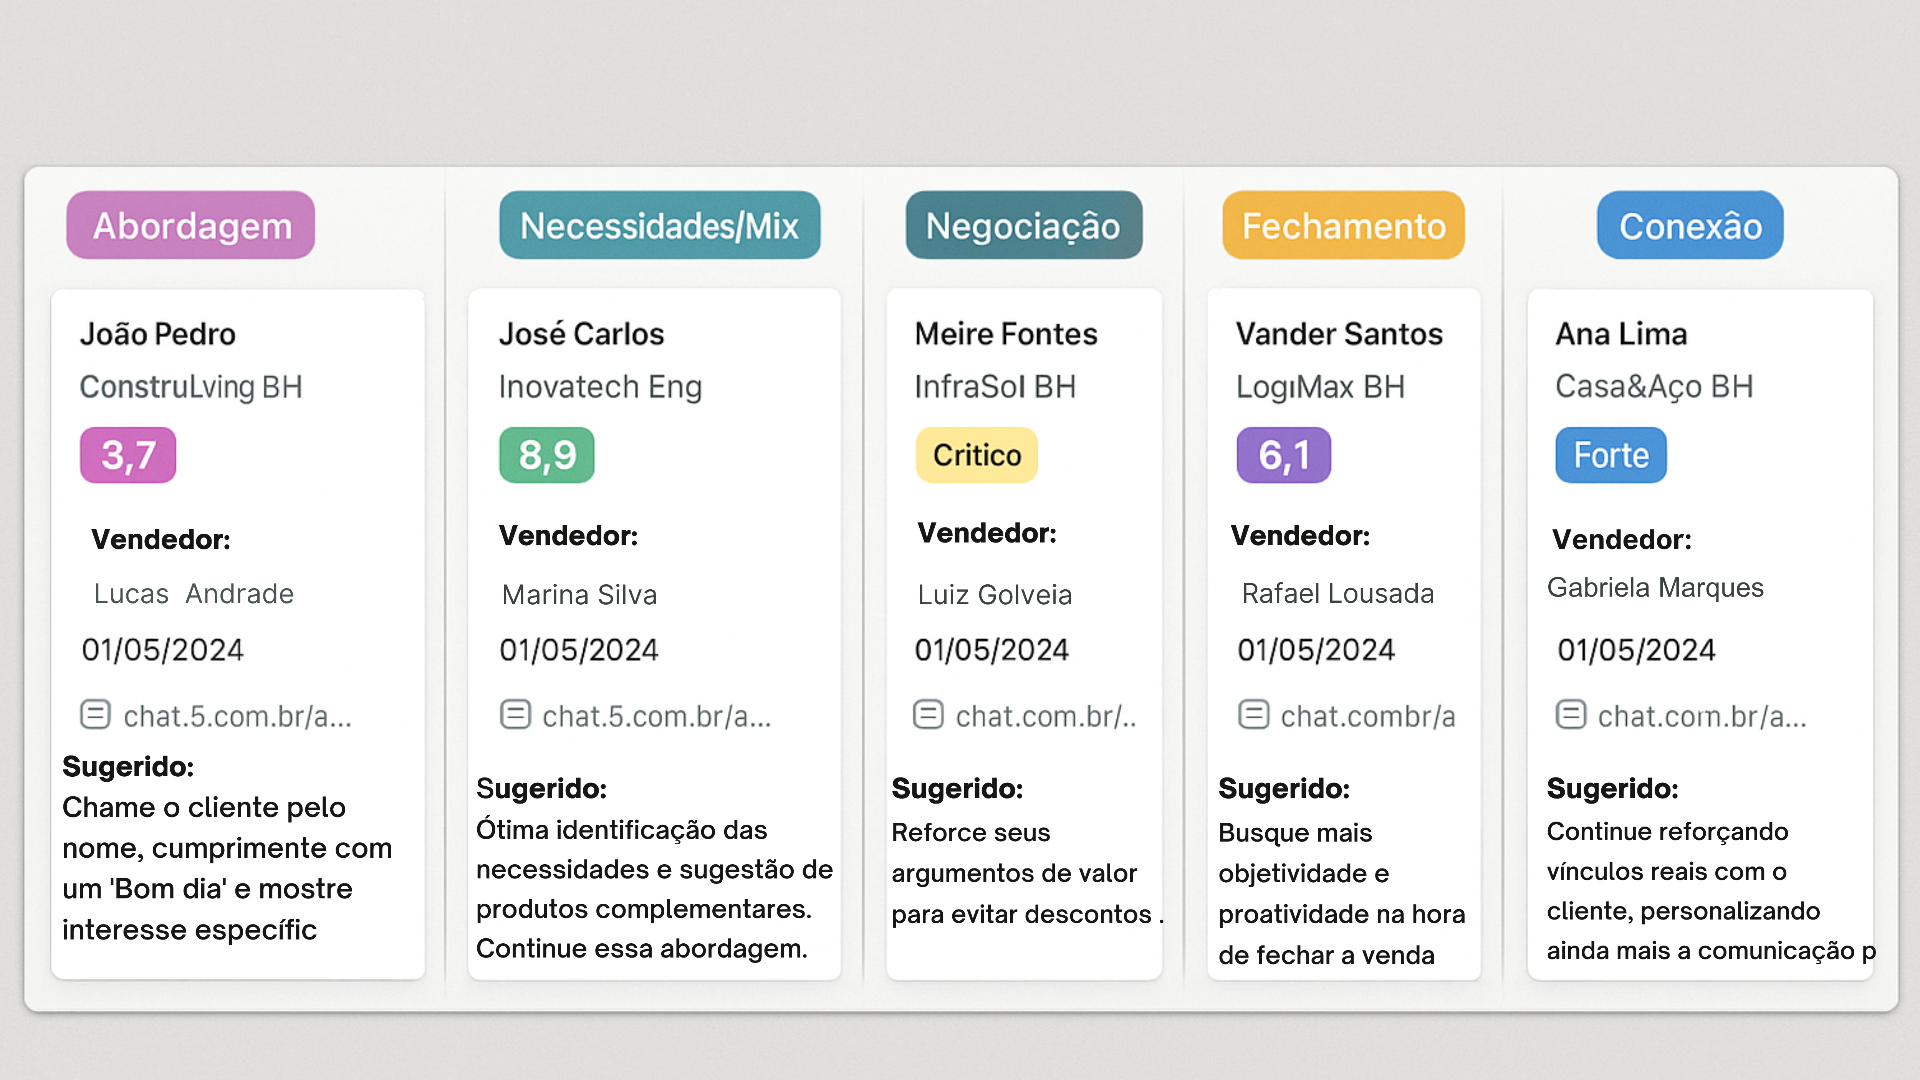 Abordagem
João Pedro
ConstruLving BH
3,7
Vendedor:
Lucas Andrade
01/05/2024
chat.5.com.br/a...
Sugerido:
Chame o cliente pelo
nome, cumprimente com
um 'Bom dia' e mostre
interesse específic
Necessidades/Mix
José Carlos
Inovatech Eng
8,9
Vendedor:
Marina Silva
01/05/2024
chat.5.com.br/a...
Sugerido:
Ótima identificação das
necessidades e sugestão de
produtos complementares.
Continue essa abordagem.
Negociação
Meire Fontes
InfraSol BH
Critico
Vendedor:
Luiz Golveia
01/05/2024
chat.com.br/..
Sugerido:
Reforce seus
argumentos de valor
para evitar descontos .
Fechamento
Vander Santos
LogıMax BH
6,1
Vendedor:
Rafael Lousada
01/05/2024
chat.combr/a
Sugerido:
Busque mais
objetividade e
proatividade na hora
de fechar a venda
Conexâo
Ana Lima
Casa&Aço BH
Forte
Vendedor:
Gabriela Marques
01/05/2024
chat.com.br/a...
Sugerido:
Continue reforçando
vínculos reais com o
cliente, personalizando
ainda mais a comunicação p